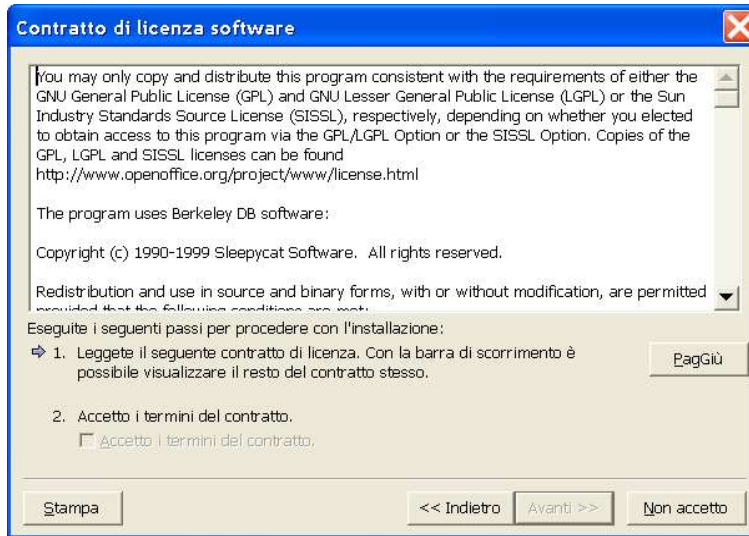 Contratto di licenza software
You may only copy and distribute this program consistent with the requirements of either the
GNU General Public License (GPL) and GNU Lesser General Public License (LGPL) or the Sun
Industry Standards Source License (SISSL), respectively, depending on whether you elected
to obtain access to this program via the GPL/LGPL Option or the SISSL Option. Copies of the
GPL, LGPL and SISSL licenses can be found
http://www.openoffice.org/project/www/license.html
The program uses Berkeley DB software:
Copyright (c) 1990-1999 Sleepycat Software. All rights reserved.
Redistribution and use in source and binary forms, with or without modification, are permitted
provided that the following conditions are met:
Eseguite i seguenti passi per procedere con l'installazione:
1. Leggete il seguente contratto di licenza. Con la barra di scorrimento è
possibile visualizzare il resto del contratto stesso.
PagGiù
2. Accetto i termini del contratto.
Accetto i termini del contratto.
Stampa
<< Indietro
Avanti >>
Non accetto